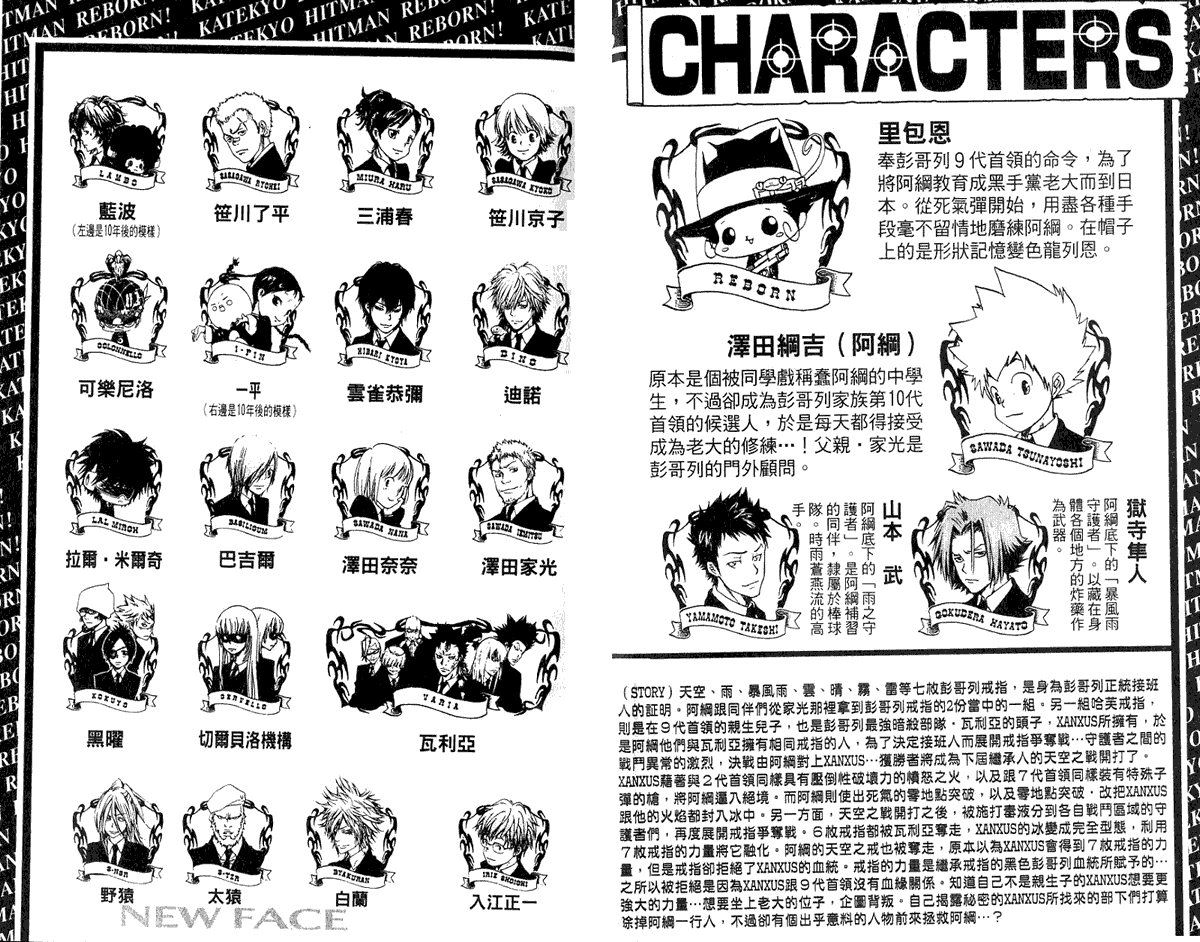 KATEKYO HITMAN REBORN!
CHARACTERS
里包恩
奉彭哥列9代首領的命令，為了
將阿綱教育成黑手黨老大而到日
本。從死氣彈開始，用盡各種手
段毫不留情地磨練阿綱。在帽子
上的是形狀記憶變色龍列恩。
REBORN
澤田綱吉（阿綱）
原本是個被同學戲稱蠢阿綱的中學
生，不過卻成為彭哥列家族第10代
首領的候選人，於是每天都得接受
成為老大的修練…！父親・家光是
彭哥列的門外顧問。
SAWADA TSUNAYOSHI
獄寺隼人
阿綱底下的「暴風雨
守護者」。以藏在身
體各個地方的炸藥作
為武器。
GOKUDERA HAYATO
山本　武
阿綱底下的「雨之守
護者」。是阿綱補習
的同伴，隸屬於棒球
隊。時雨蒼燕流的高
手。
YAMAMOTO TAKESHI
（STORY）天空、雨、暴風雨、雲、晴、霧、雷等七枚彭哥列戒指，是身為彭哥列正統接班
人的証明。阿綱跟同伴們從家光那裡拿到彭哥列戒指的2份當中的一組。另一組哈芙戒指，
則是在９代首領的親生兒子，也是彭哥列最強暗殺部隊・瓦利亞的頭子，XANXUS所擁有，於
是阿綱他們與瓦利亞擁有相同戒指的人，為了決定接班人而展開戒指爭奪戰…守護者之間的
戰鬥異常的激烈，決戰由阿綱對上XANXUS…獲勝者將成為下屆繼承人的天空之戰開打了。
XANXUS藉著與２代首領同樣具有壓倒性破壞力的憤怒之火，以及跟７代首領同樣裝有特殊子
彈的槍，將阿綱逼入絕境。而阿綱則使出死氣的零地點突破，以及零地點突破・改把XANXUS
跟他的火焰都封入冰中。另一方面，天空之戰開打之後，被施打毒液分到各自戰鬥區域的守
護者們，再度展開戒指爭奪戰。６枚戒指都被瓦利亞奪走，XANXUS的冰變成完全型態，利用
７枚戒指的力量將它融化。阿綱的天空之戒也被奪走，原本以為XANXUS會得到７枚戒指的力
量，但是戒指卻拒絕了XANXUS的血統。戒指的力量是繼承戒指的黑色彭哥列血統所賦予的…
之所以被拒絕是因為XANXUS跟９代首領沒有血緣關係。知道自己不是親生子的XANXUS想要更
強大的力量…想要坐上老大的位子，企圖背叛。自己揭露祕密的XANXUS所找來的部下們打算
除掉阿綱一行人，不過卻有個出乎意料的人物前來拯救阿綱…？
LAMBO
藍波
（左邊是10年後的模樣）
SASAGAWA RYOHEI
笹川了平
MIURA HARU
三浦春
SASAGAWA KYOKO
笹川京子
COLONNELLO
可樂尼洛
I-PIN
一平
（右邊是10年後的模樣）
HIBARI KYOYA
雲雀恭彌
DINO
迪諾
LAL MIRCH
拉爾・米爾奇
BASILICUM
巴吉爾
SAWADA NANA
澤田奈奈
SAWADA IEMITSU
澤田家光
KOKUYO
黑曜
CERVELLO
切爾貝洛機構
VARIA
瓦利亞
野猿
太猿
BYAKURAN
白蘭
IRIE SHOICHI
入江正一
NEW FACE